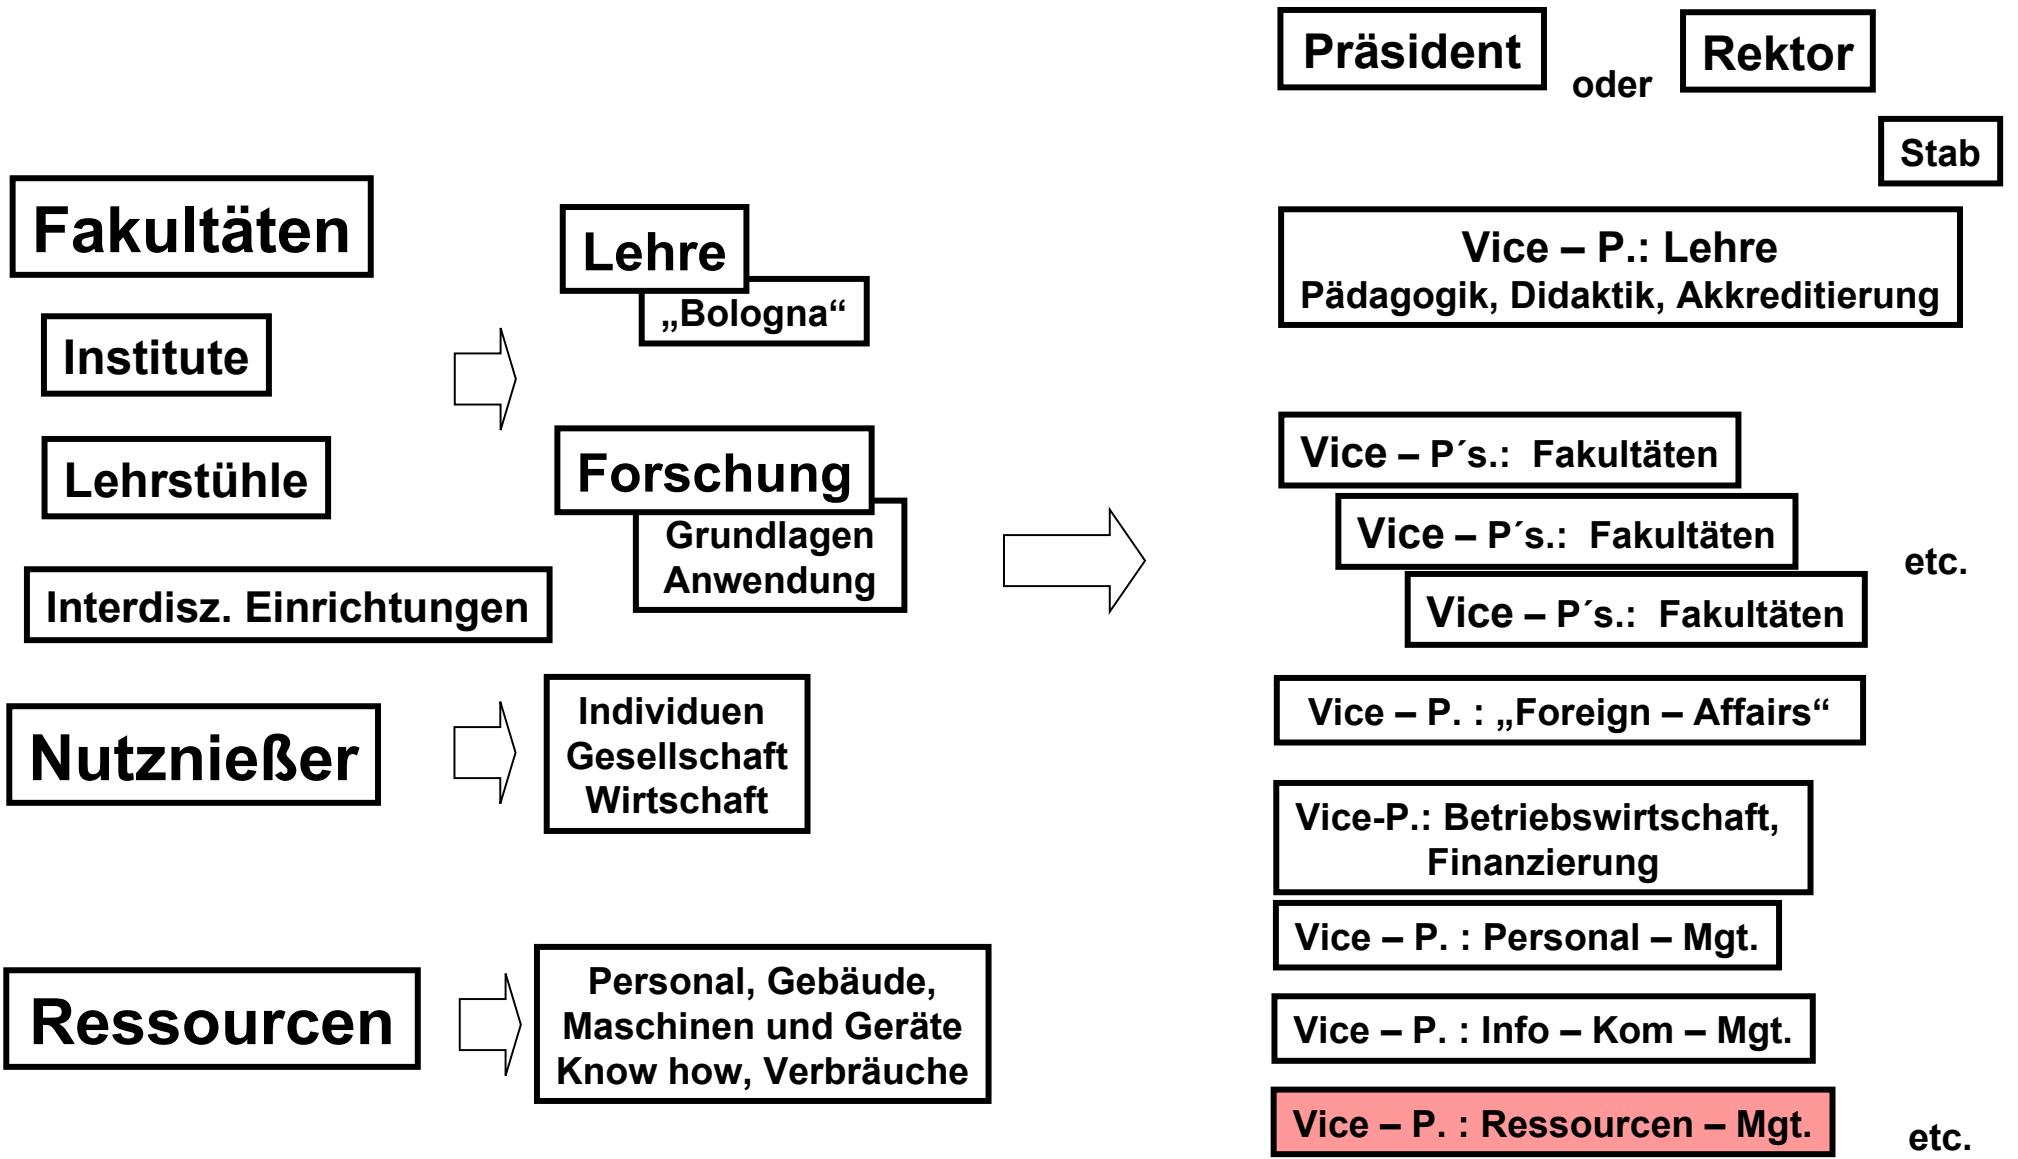 Fakultäten
Institute
Lehrstühle
Interdisz. Einrichtungen
Nutznießer
Ressourcen
Lehre
„Bologna“
Forschung
Grundlagen
Anwendung
Individuen
Gesellschaft
Wirtschaft
Personal, Gebäude,
Maschinen und Geräte
Know how, Verbräuche
Präsident oder Rektor
Stab
Vice – P.: Lehre
Pädagogik, Didaktik, Akkreditierung
Vice – P´s.: Fakultäten
Vice – P´s.: Fakultäten
Vice – P´s.: Fakultäten
etc.
Vice – P. : „Foreign – Affairs“
Vice-P.: Betriebswirtschaft,
Finanzierung
Vice – P. : Personal – Mgt.
Vice – P. : Info – Kom – Mgt.
Vice – P. : Ressourcen – Mgt.
etc.